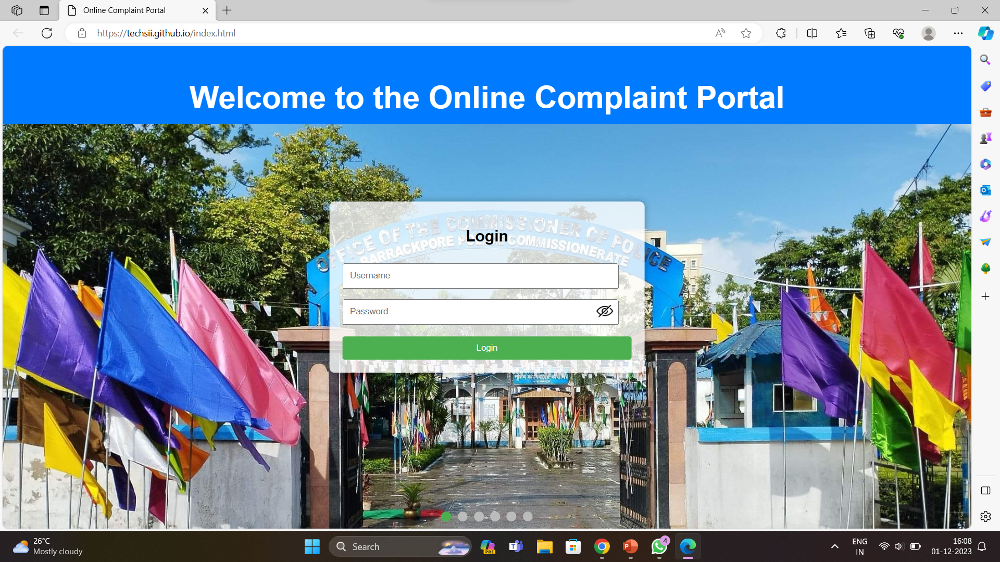 Online Complaint Portal
https://techsii.github.io/index.html
Welcome to the Online Complaint Portal
OFFICE OF THE COMMISSIONER OF POLICE
BARRACKPORE POLICE COMMISSIONERATE
Login
Username
Password
Login
26°C
Mostly cloudy
Search
PRE
4
ENG
IN
16:08
01-12-2023